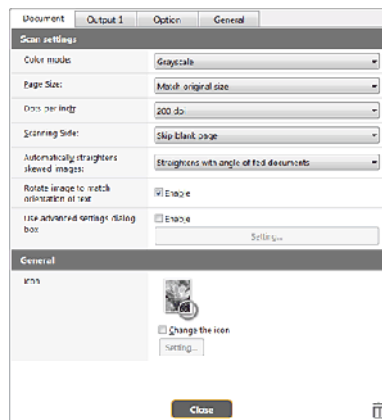 Document Output 1 Option General
Scan settings
Color mode: Grayscale
Page Size: Match original size
Dots per inch: 200 dpi
Scanning Side: Skip blank page
Automatically straightens
skewed images: Straightens with angle of fed documents
Rotate image to match
orientation of text Enable
Use advanced settings dialog
box Enable
Setting...
General
Icon
Change the icon
Setting...
Close